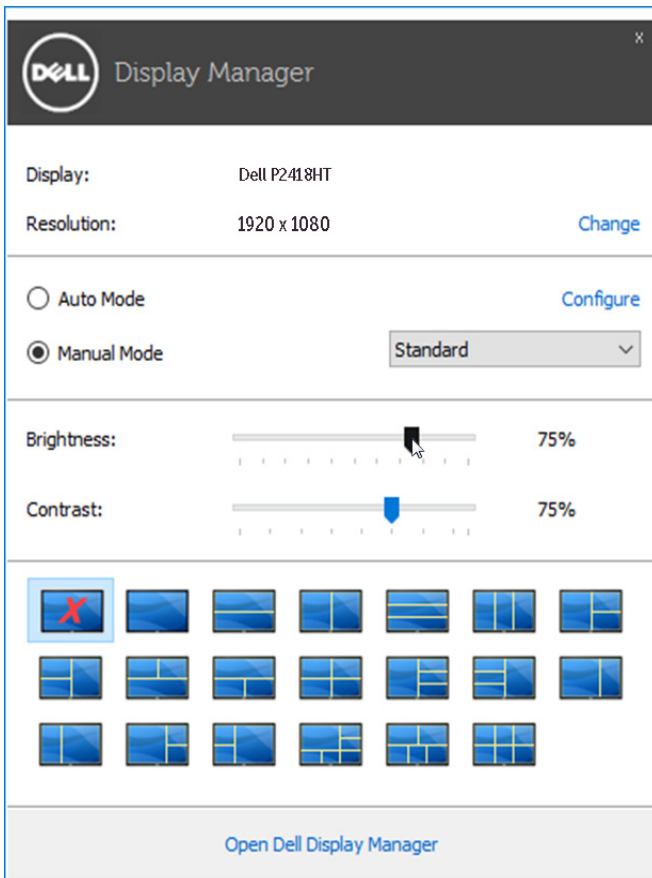 DELL Display Manager x
Display: Dell P2418HT
Resolution: 1920 x 1080 Change
Auto Mode Configure
Manual Mode Standard
Brightness: 75%
Contrast: 75%
X
Open Dell Display Manager